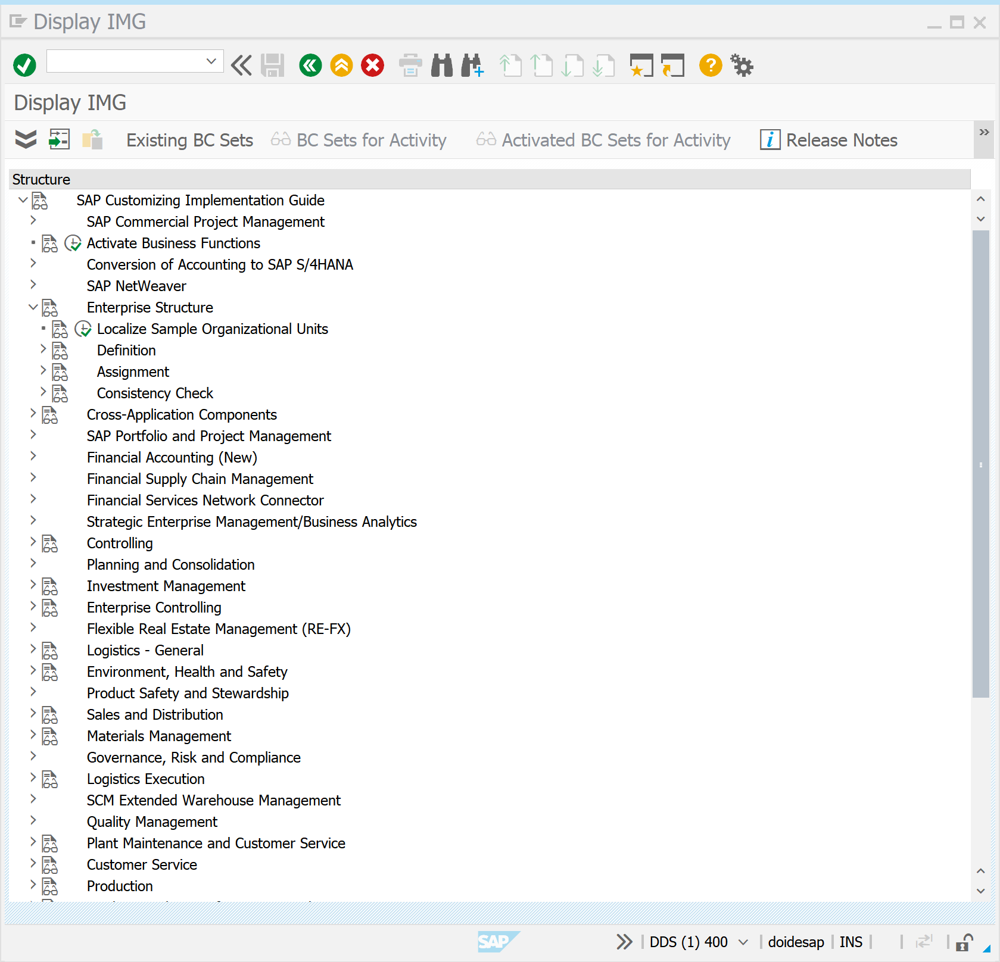 Display IMG
Display IMG
Existing BC Sets BC Sets for Activity Activated BC Sets for Activity Release Notes
Structure
SAP Customizing Implementation Guide
SAP Commercial Project Management
Activate Business Functions
Conversion of Accounting to SAP S/4HANA
SAP NetWeaver
Enterprise Structure
Localize Sample Organizational Units
Definition
Assignment
Consistency Check
Cross-Application Components
SAP Portfolio and Project Management
Financial Accounting (New)
Financial Supply Chain Management
Financial Services Network Connector
Strategic Enterprise Management/Business Analytics
Controlling
Planning and Consolidation
Investment Management
Enterprise Controlling
Flexible Real Estate Management (RE-FX)
Logistics - General
Environment, Health and Safety
Product Safety and Stewardship
Sales and Distribution
Materials Management
Governance, Risk and Compliance
Logistics Execution
SCM Extended Warehouse Management
Quality Management
Plant Maintenance and Customer Service
Customer Service
Production
SAP DDS (1) 400 doidesap INS